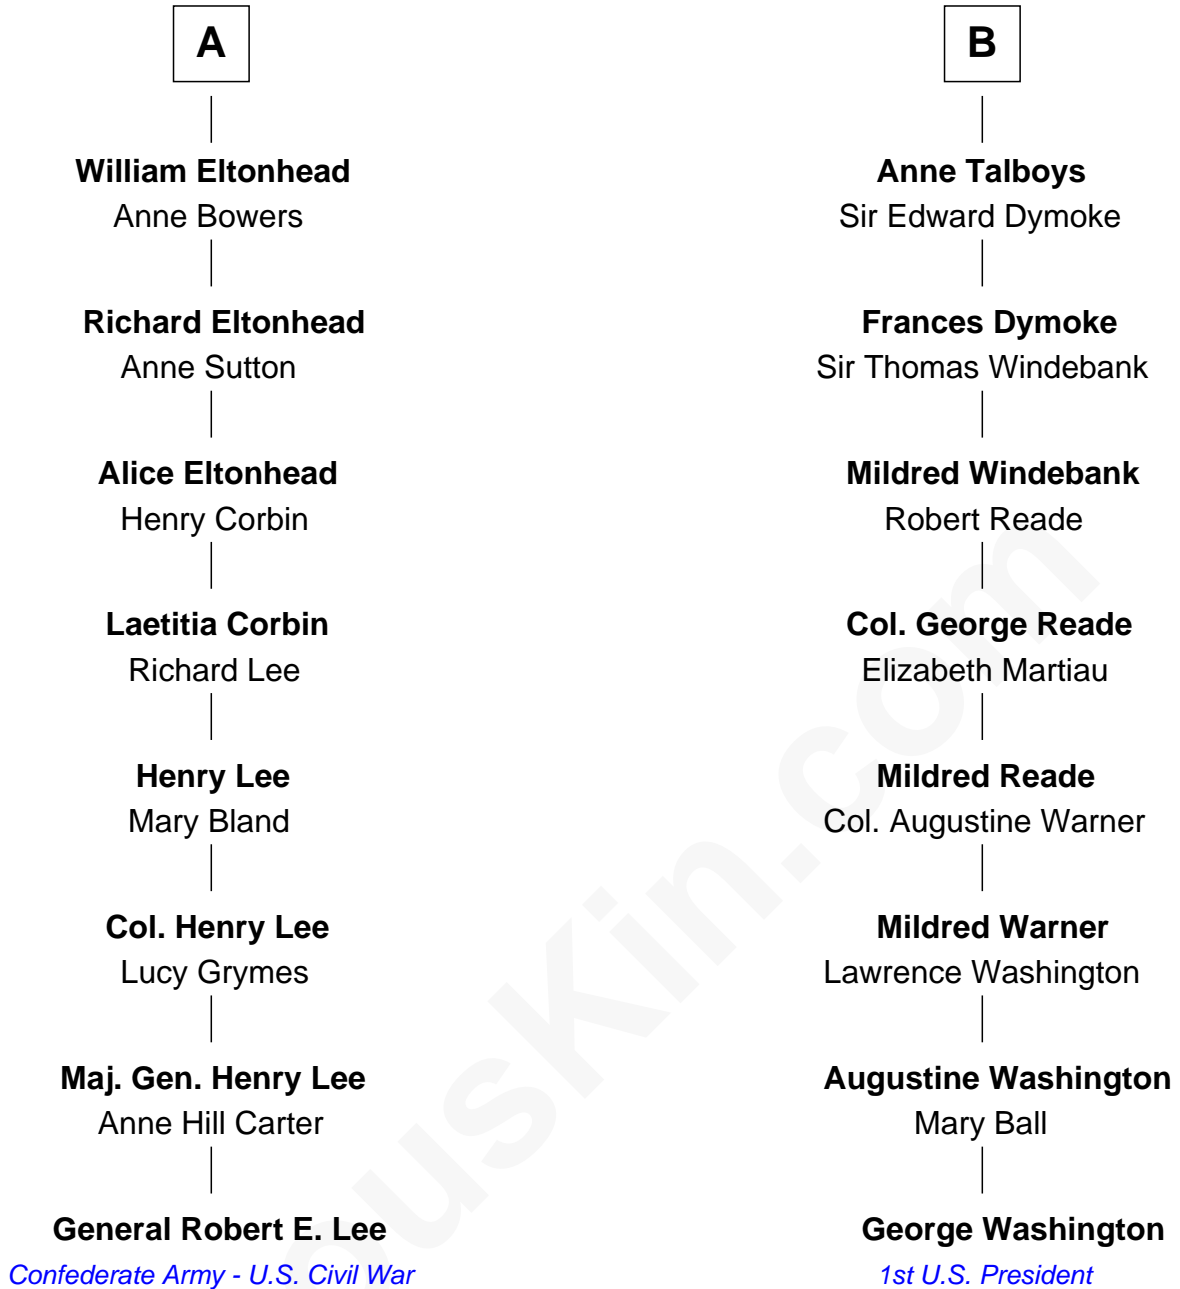 A
William Eltonhead
Anne Bowers
Richard Eltonhead
Anne Sutton
Alice Eltonhead
Henry Corbin
Laetitia Corbin
Richard Lee
Henry Lee
Mary Bland
Col. Henry Lee
Lucy Grymes
Maj. Gen. Henry Lee
Anne Hill Carter
General Robert E. Lee
Confederate Army - U.S. Civil War
B
Anne Talboys
Sir Edward Dymoke
Frances Dymoke
Sir Thomas Windebank
Mildred Windebank
Robert Reade
Col. George Reade
Elizabeth Martiau
Mildred Reade
Col. Augustine Warner
Mildred Warner
Lawrence Washington
Augustine Washington
Mary Ball
George Washington
1st U.S. President
ousKin.com